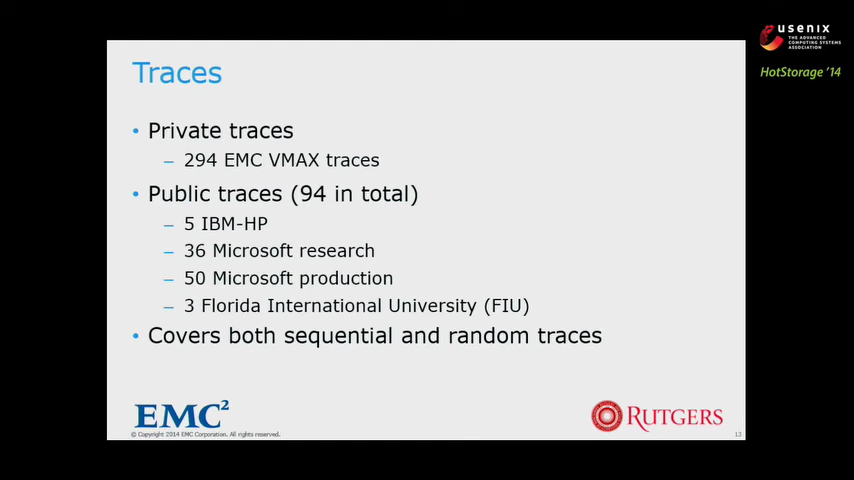 usenix
THE ADVANCED
COMPUTING SYSTEMS
ASSOCIATION
HotStorage '14
Traces
• Private traces
– 294 EMC VMAX traces
• Public traces (94 in total)
– 5 IBM-HP
– 36 Microsoft research
– 50 Microsoft production
– 3 Florida International University (FIU)
• Covers both sequential and random traces
EMC²
© Copyright 2014 EMC Corporation. All rights reserved.
RUTGERS
13